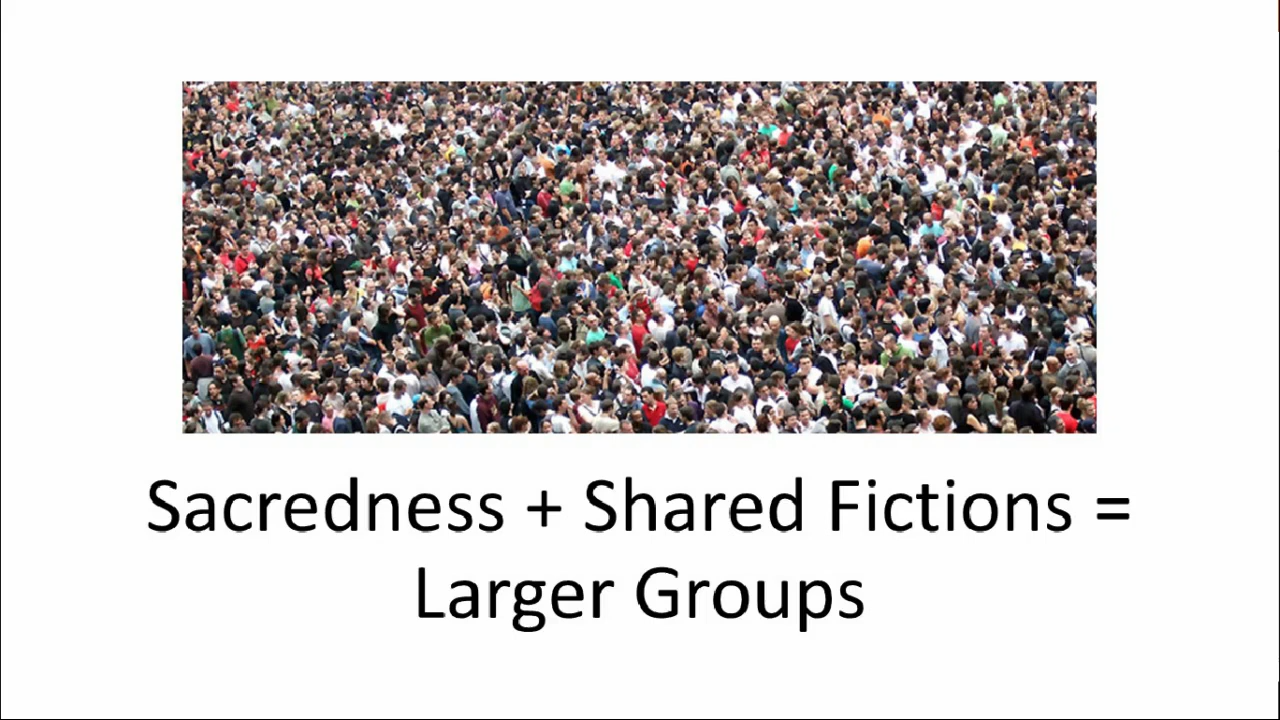 Sacredness + Shared Fictions =
Larger Groups